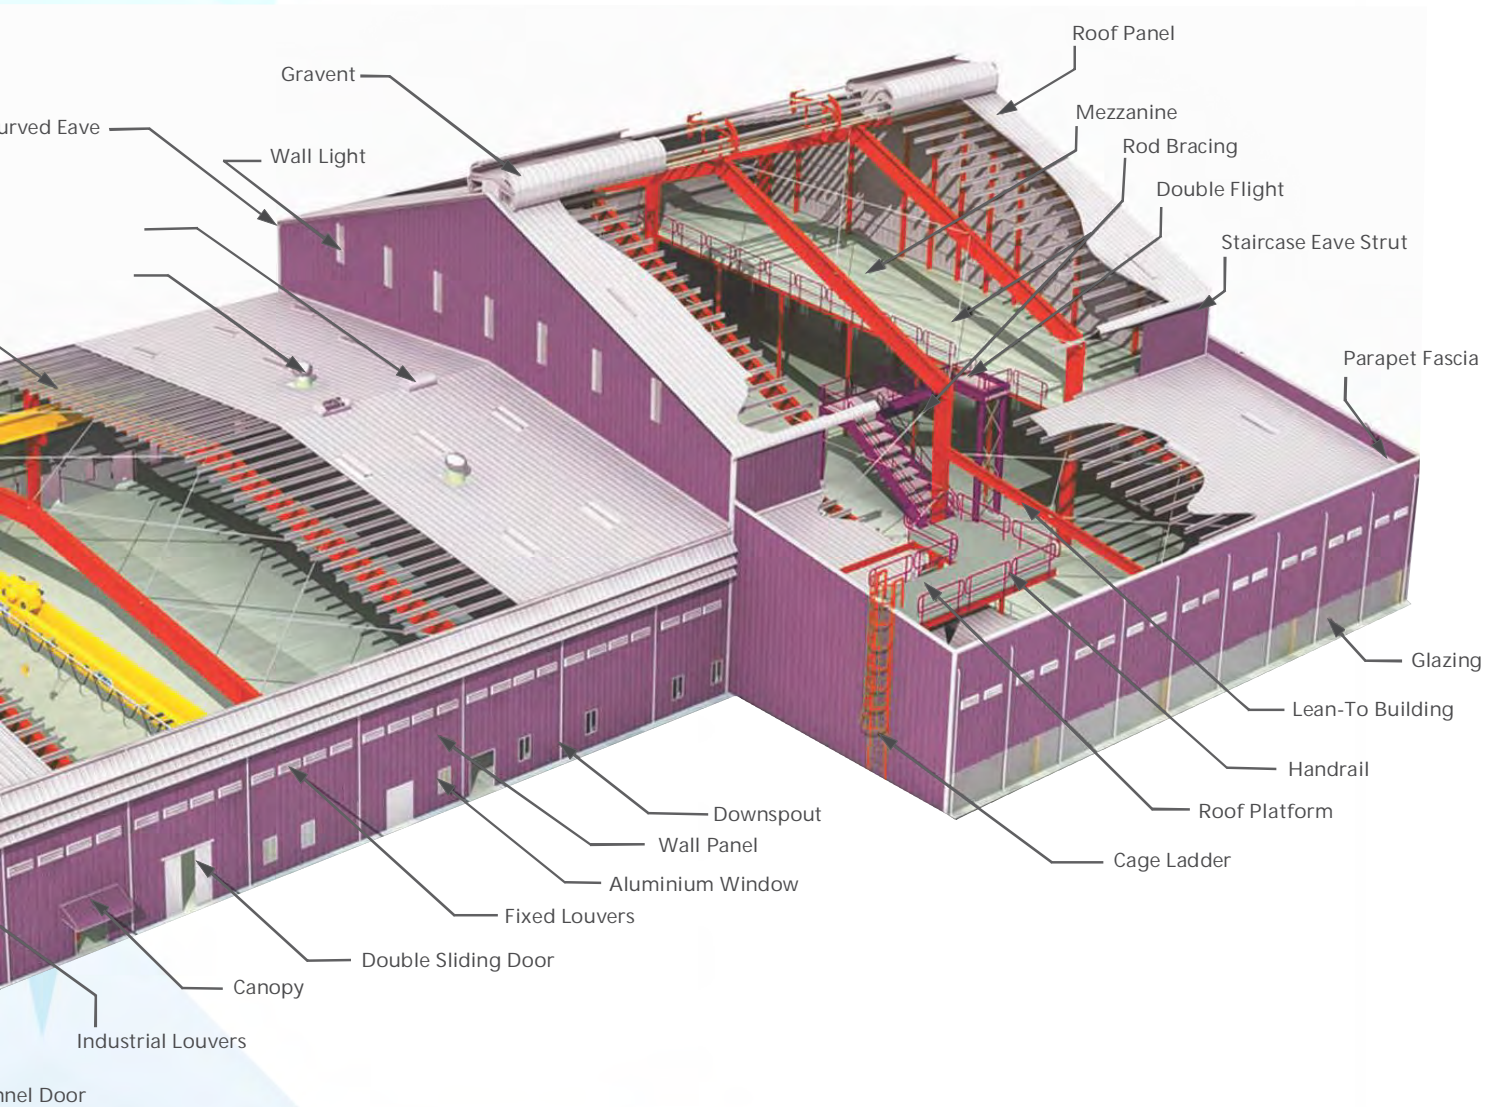 Roof Panel
Gravent
Mezzanine
urved Eave
Rod Bracing
Wall Light
Double Flight
Staircase Eave Strut
Parapet Fascia
Glazing
Lean-To Building
Handrail
Roof Platform
Downspout
Wall Panel
Cage Ladder
Aluminium Window
Fixed Louvers
Double Sliding Door
Canopy
Industrial Louvers
nnel Door